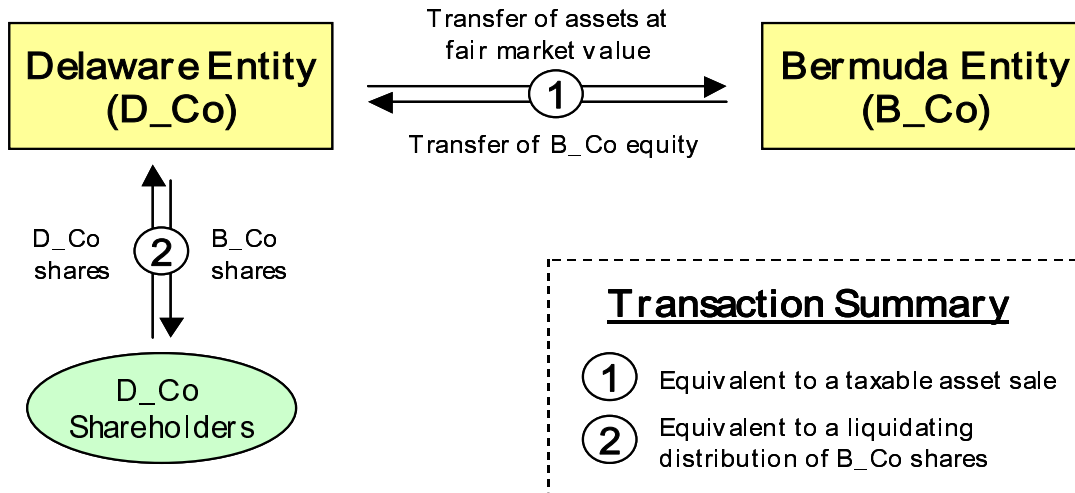 Transfer of assets at
fair market value
Delaware Entity
(D_Co)
1
Bermuda Entity
(B_Co)
Transfer of B_Co equity
D_Co
shares
2
B_Co
shares
D_Co
Shareholders
Transaction Summary
1 Equivalent to a taxable asset sale
2 Equivalent to a liquidating
distribution of B_Co shares